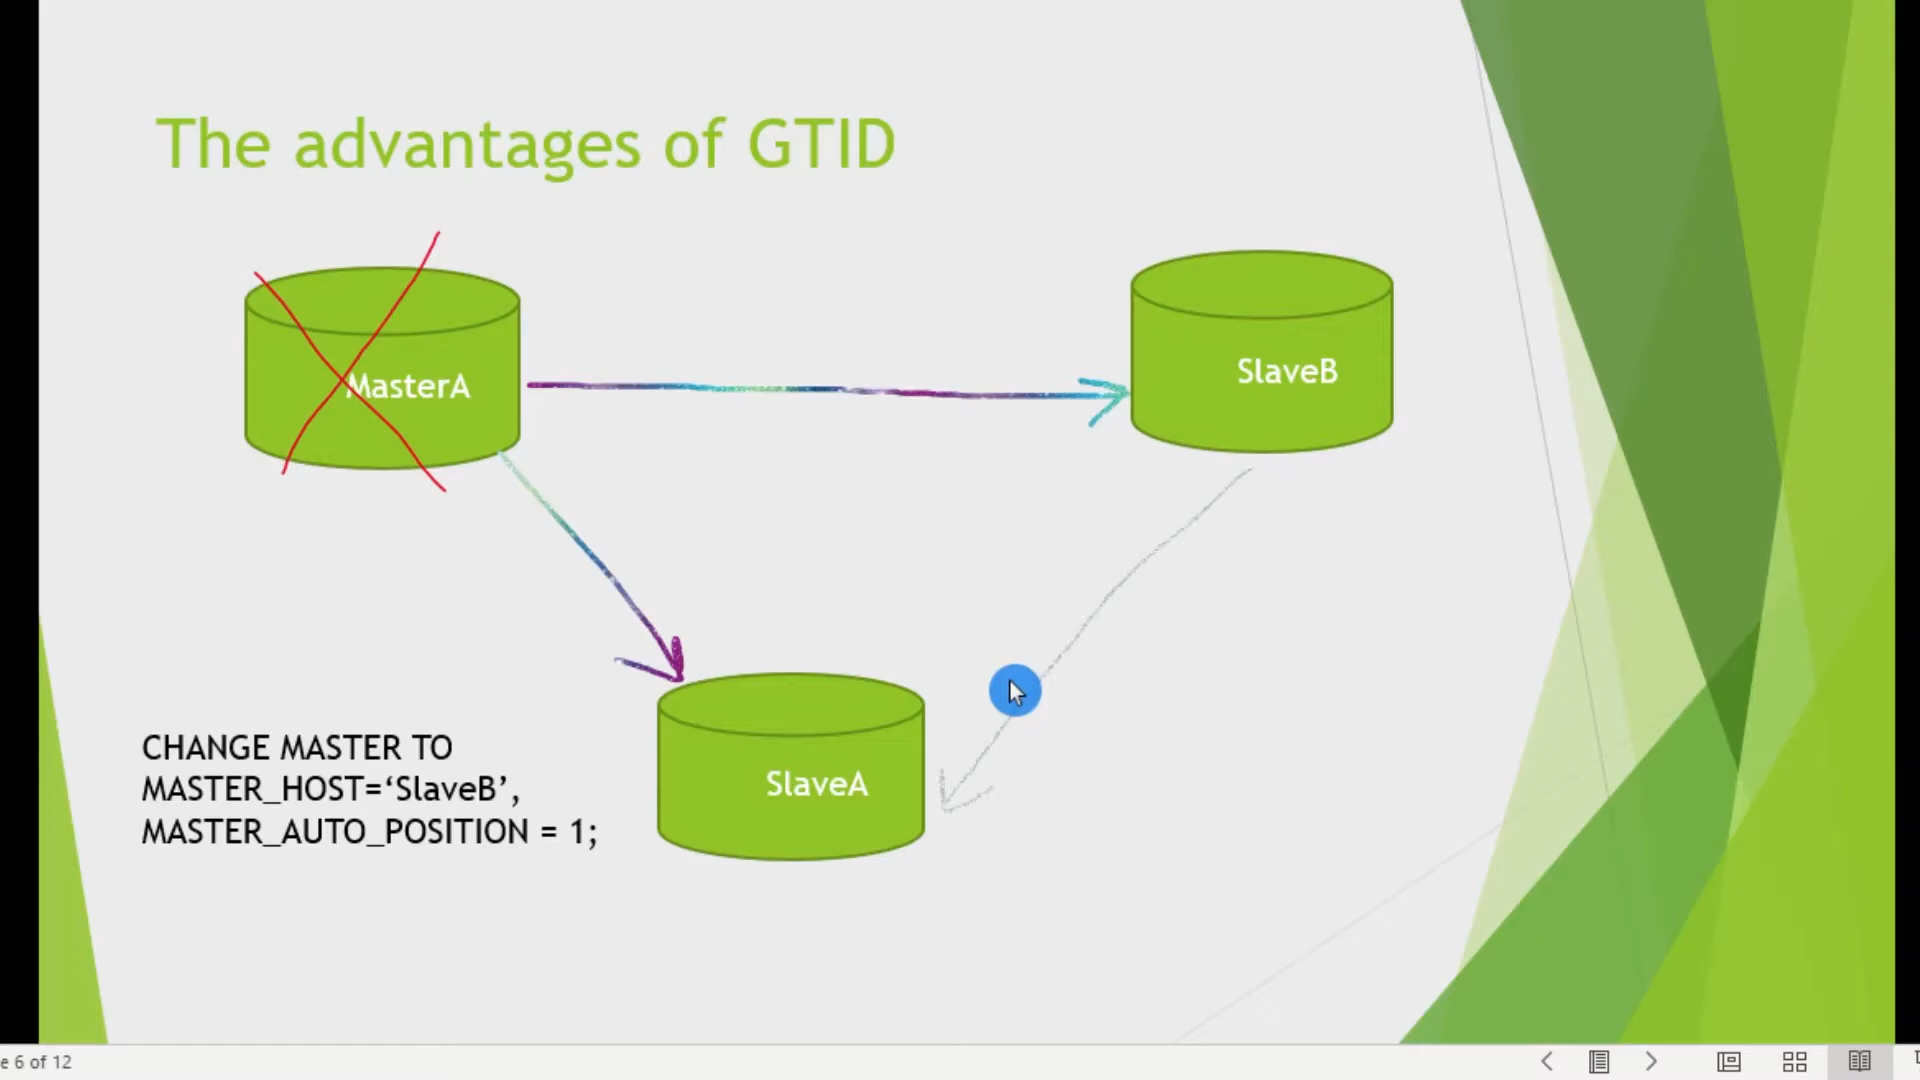 The advantages of GTID
MasterA
SlaveB
SlaveA
CHANGE MASTER TO
MASTER_HOST=‘SlaveB’,
MASTER_AUTO_POSITION = 1;
e 6 of 12